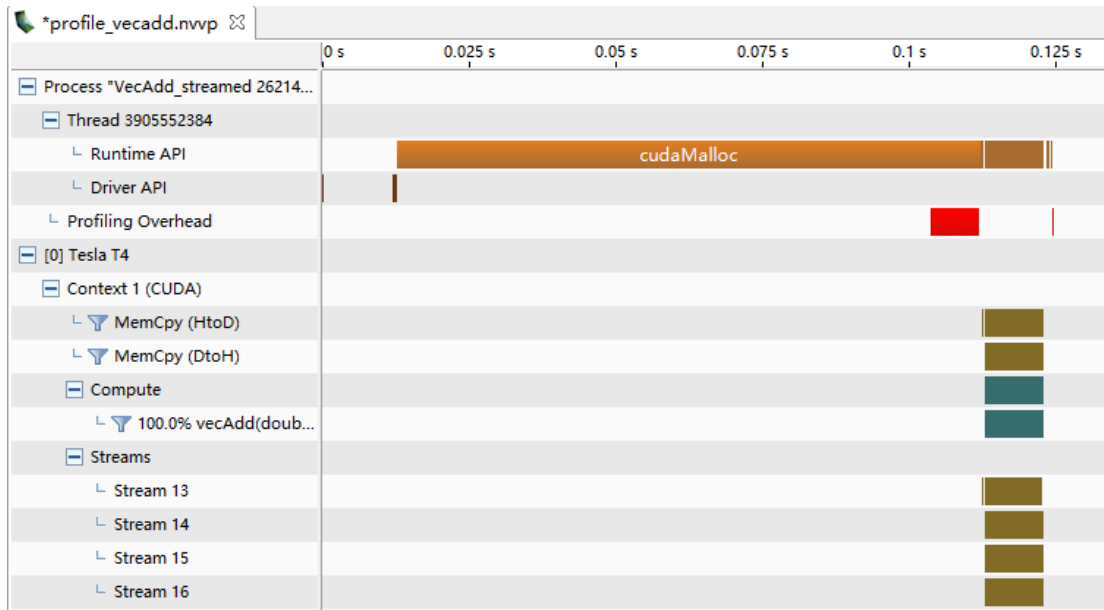 *profile_vecadd.nvvp
0 s 0.025 s 0.05 s 0.075 s 0.1 s 0.125 s
Process "VecAdd_streamed 26214...
Thread 3905552384
Runtime API cudaMalloc
Driver API
Profiling Overhead
[0] Tesla T4
Context 1 (CUDA)
MemCpy (HtoD)
MemCpy (DtoH)
Compute
100.0% vecAdd(doub...
Streams
Stream 13
Stream 14
Stream 15
Stream 16